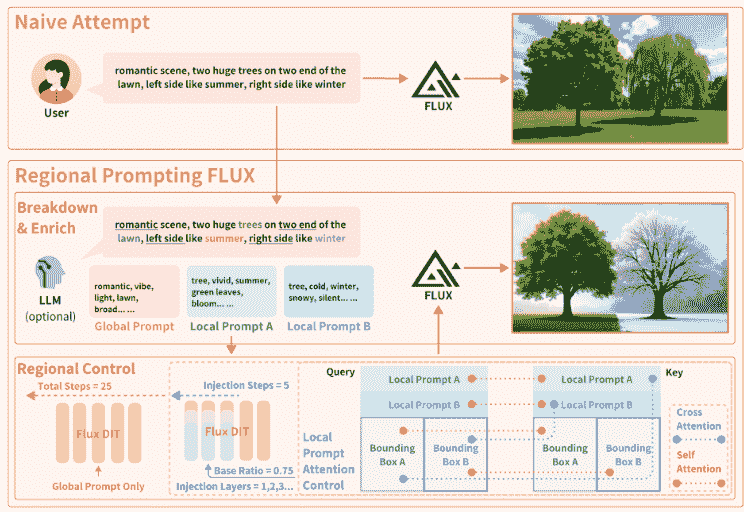 Naive Attempt
User
romantic scene, two huge trees on two end of the
lawn, left side like summer, right side like winter
FLUX
Regional Prompting FLUX
Breakdown
& Enrich
romantic scene, two huge trees on two end of the
lawn, left side like summer, right side like winter
LLM
(optional)
romantic, vibe,
light, lawn,
broad... ...
Global Prompt
tree, vivid, summer,
green leaves,
bloom... ...
Local Prompt A
tree, cold, winter,
snowy, silent... ...
Local Prompt B
FLUX
Regional Control
Total Steps = 25
Flux DIT
Global Prompt Only
Injection Steps = 5
Flux DIT
Base Ratio = 0.75
Injection Layers = 1,2,3...
Local
Prompt
Attention
Control
Query
Local Prompt A
Local Prompt B
Bounding
Box A
Bounding
Box B
Key
Local Prompt A
Local Prompt B
Bounding
Box A
Bounding
Box B
Cross
Attention
Self
Attention